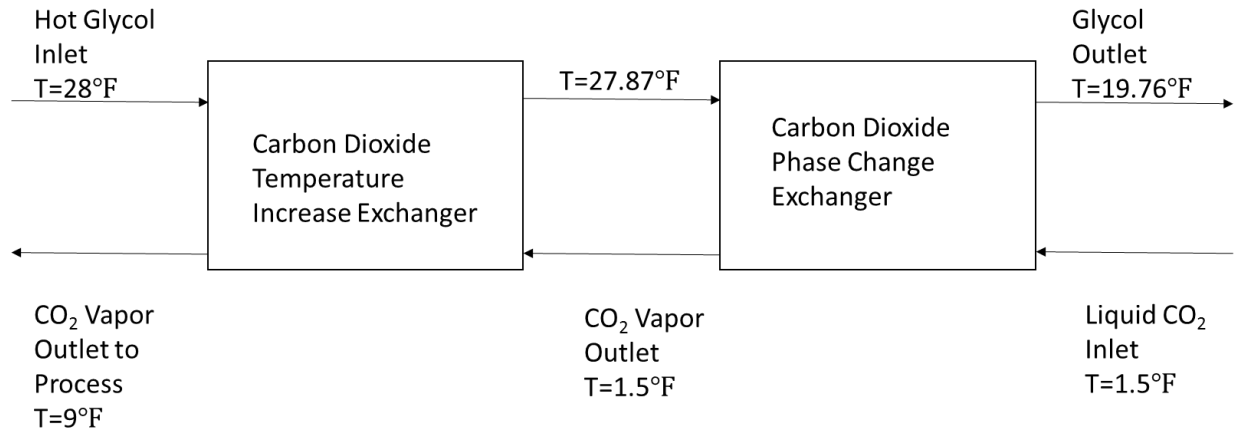 Hot Glycol
Inlet
T=28°F
T=27.87°F
Glycol
Outlet
T=19.76°F
Carbon Dioxide
Temperature
Increase Exchanger
Carbon Dioxide
Phase Change
Exchanger
CO₂ Vapor
Outlet to
Process
T=9°F
CO₂ Vapor
Outlet
T=1.5°F
Liquid CO₂
Inlet
T=1.5°F